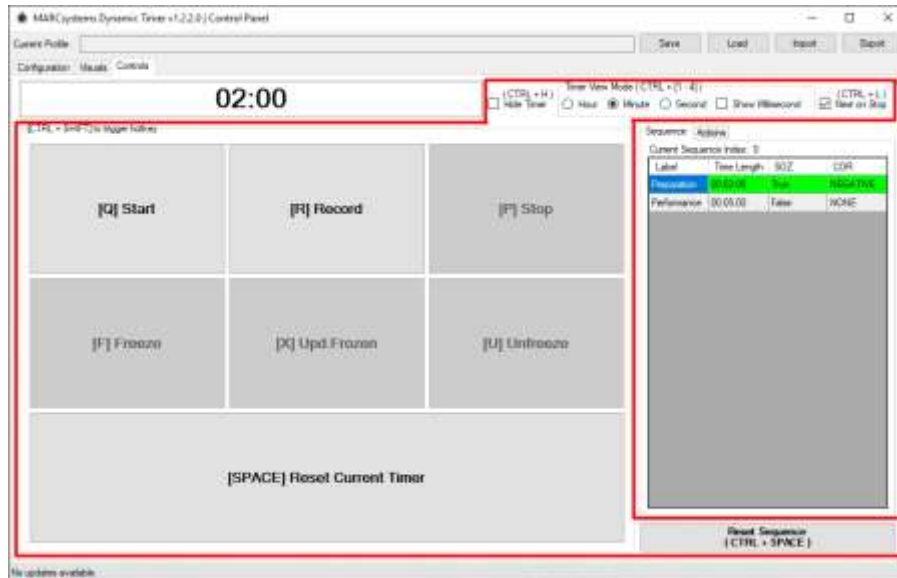 MARCsystems Dynamic Timer v1.2.2.0 | Control Panel
Current Profile Save Load Import Export
Configuration Visuals Controls
02:00
Timer View Mode ( CTRL + (1 - 4) )
( CTRL + H ) ( CTRL + L )
Hide Timer Hour Minute Second Show Millisecond Next on Stop
(CTRL + SHIFT) to trigger hotkey
Sequence Actions
Current Sequence Index: 0
Label Time Length SOZ COR
Preparation 00:02:00 True NEGATIVE
Performance 00:05:00 False NONE
[Q] Start [R] Record [P] Stop
[F] Freeze [X] Upd.Frozen [U] Unfreeze
[SPACE] Reset Current Timer
Reset Sequence
( CTRL + SPACE )
No updates available.